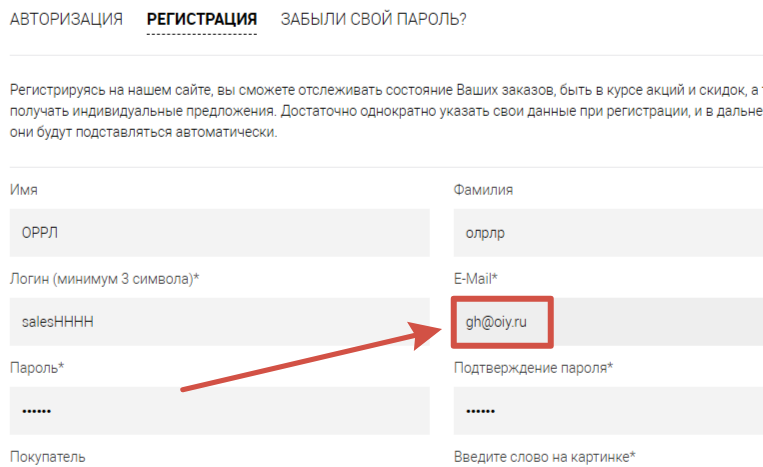 АВТОРИЗАЦИЯ РЕГИСТРАЦИЯ ЗАБЫЛИ СВОЙ ПАРОЛЬ?
Регистрируясь на нашем сайте, вы сможете отслеживать состояние Ваших заказов, быть в курсе акций и скидок, а
получать индивидуальные предложения. Достаточно однократно указать свои данные при регистрации, и в
они будут подставляться автоматически.
Имя Фамилия
ОРРЛ олрлр
Логин (минимум 3 символа)* E-Mail*
salesHHHH gh@oiy.ru
Пароль* Подтверждение пароля*
•••••• ••••••
Покупатель Введите слово на картинке*